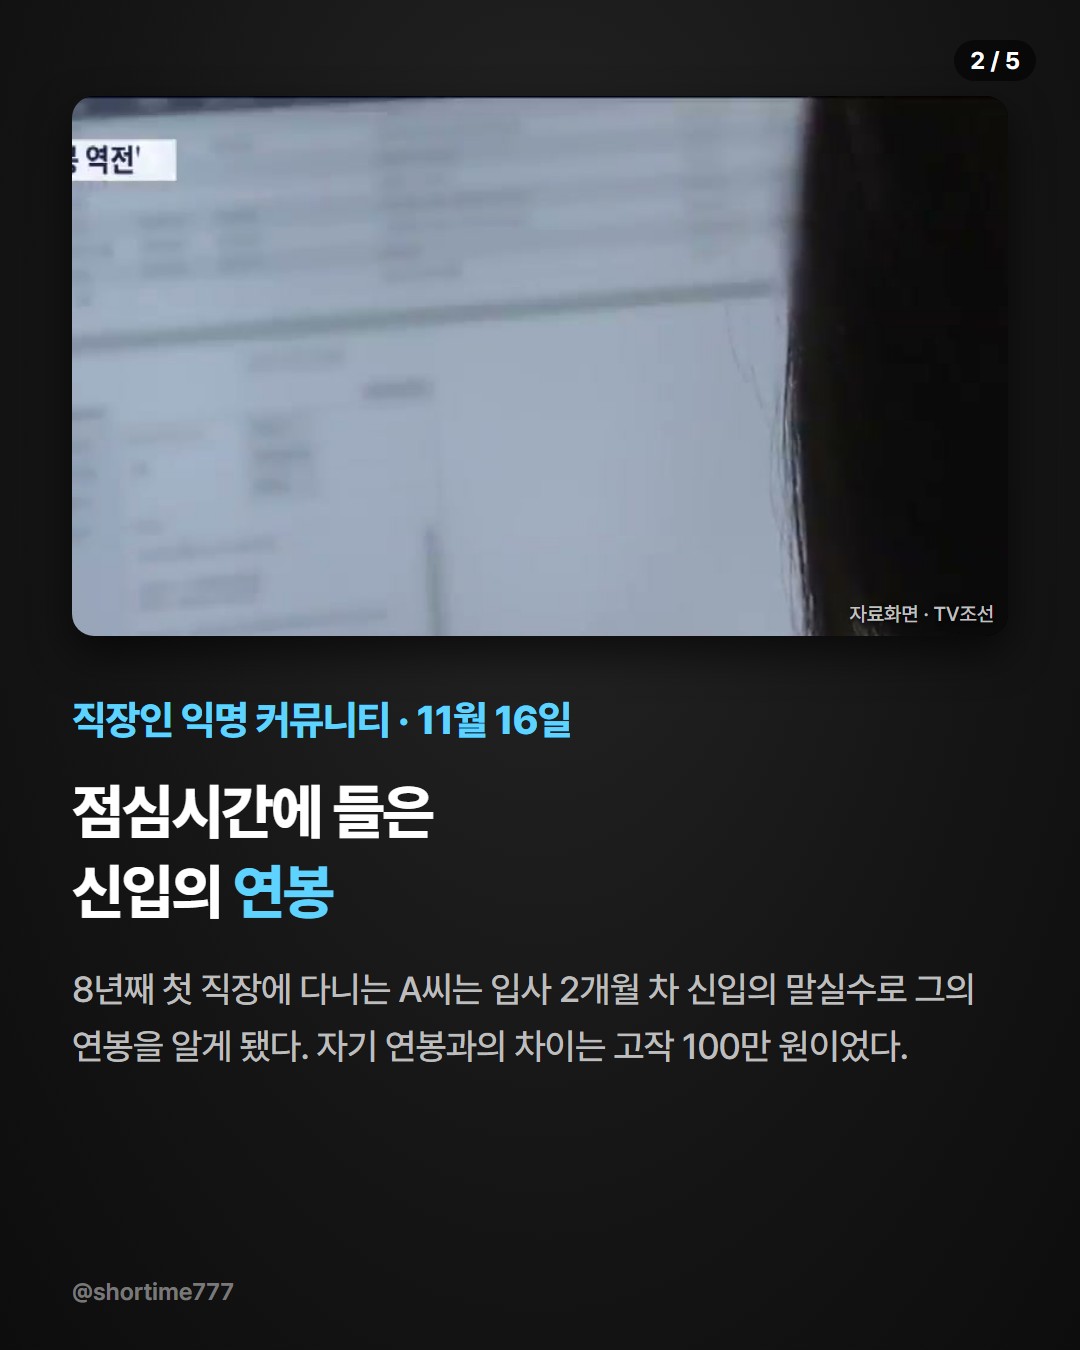 2 / 5
역전'
자료화면 · TV조선
직장인 익명 커뮤니티 · 11월 16일
점심시간에 들은
신입의 연봉
8년째 첫 직장에 다니는 A씨는 입사 2개월 차 신입의 말실수로 그의
연봉을 알게 됐다. 자기 연봉과의 차이는 고작 100만 원이었다.
@shortime777